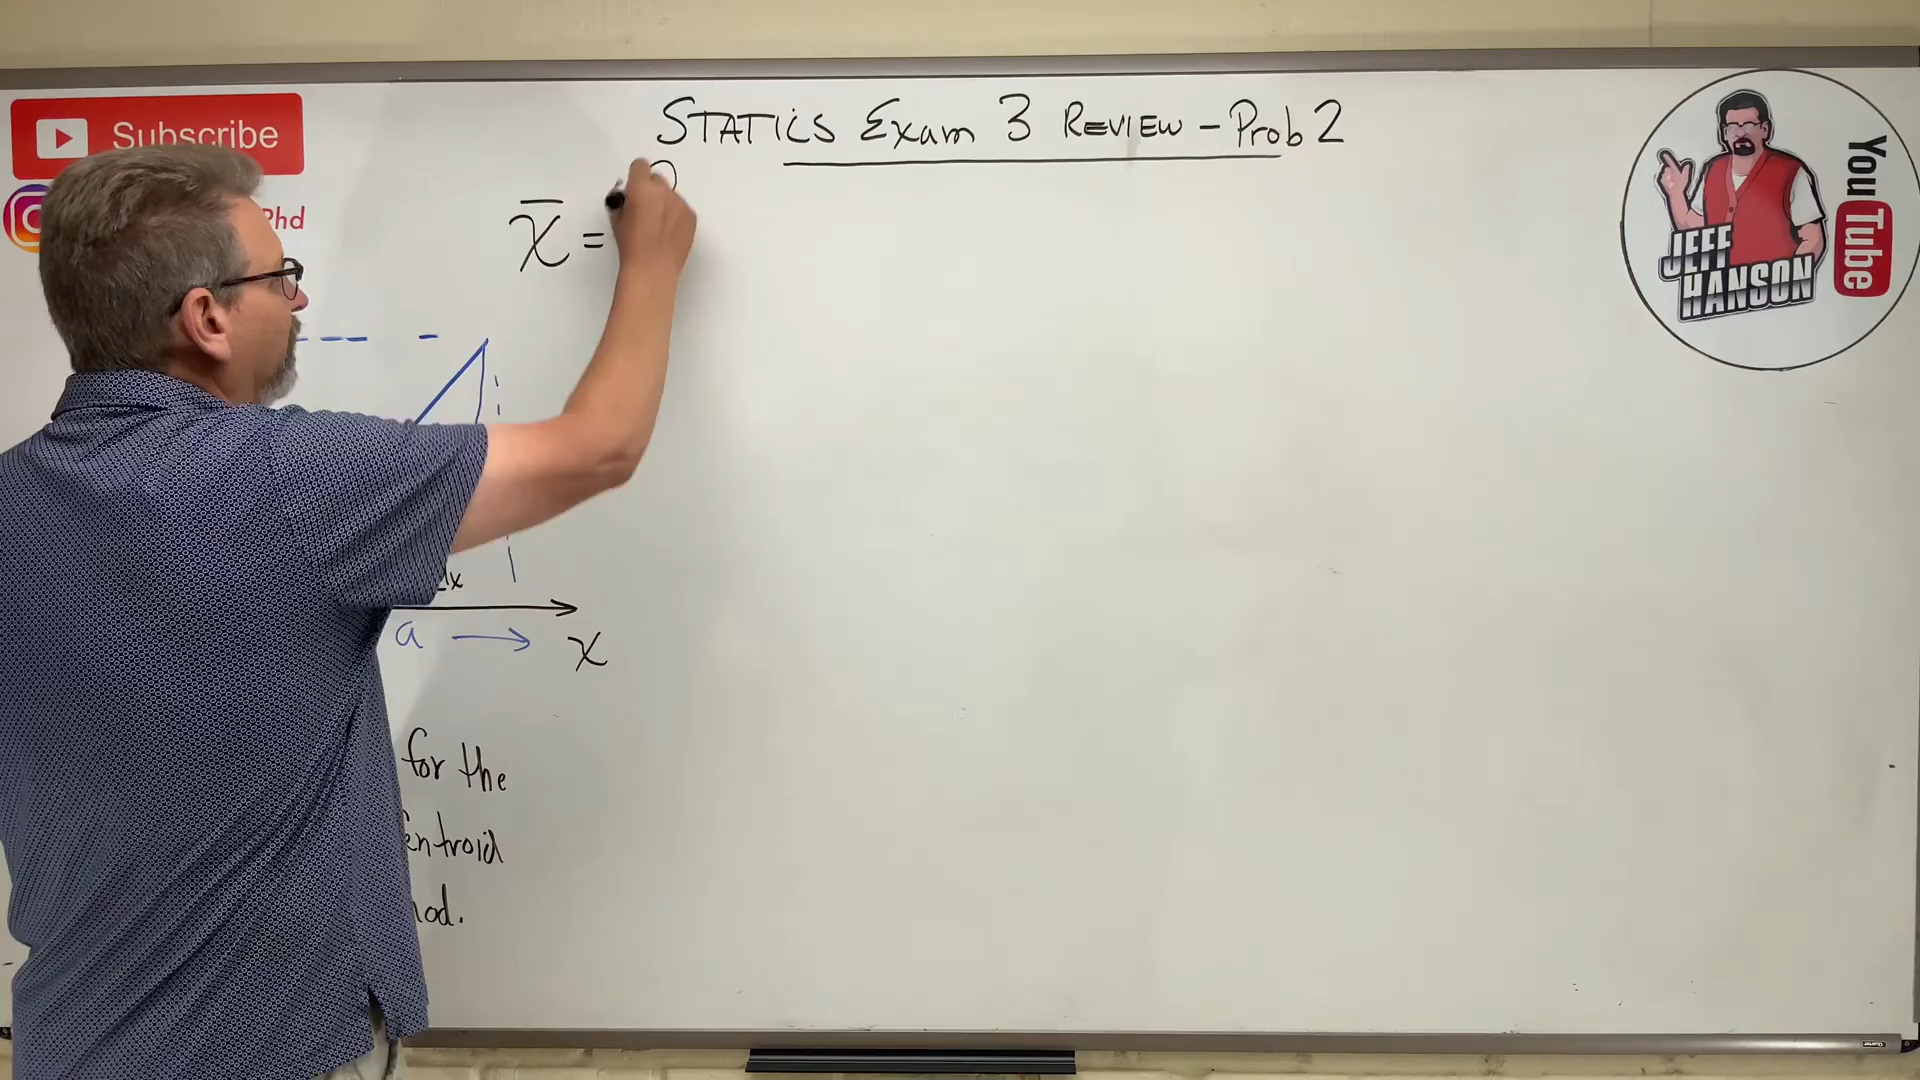 STATICS Exam 3 REVIEW - Prob 2
Subscribe
Phd
x̄ =
JEFF
HANSON
YouTube
a
x
for the
entroid
od.